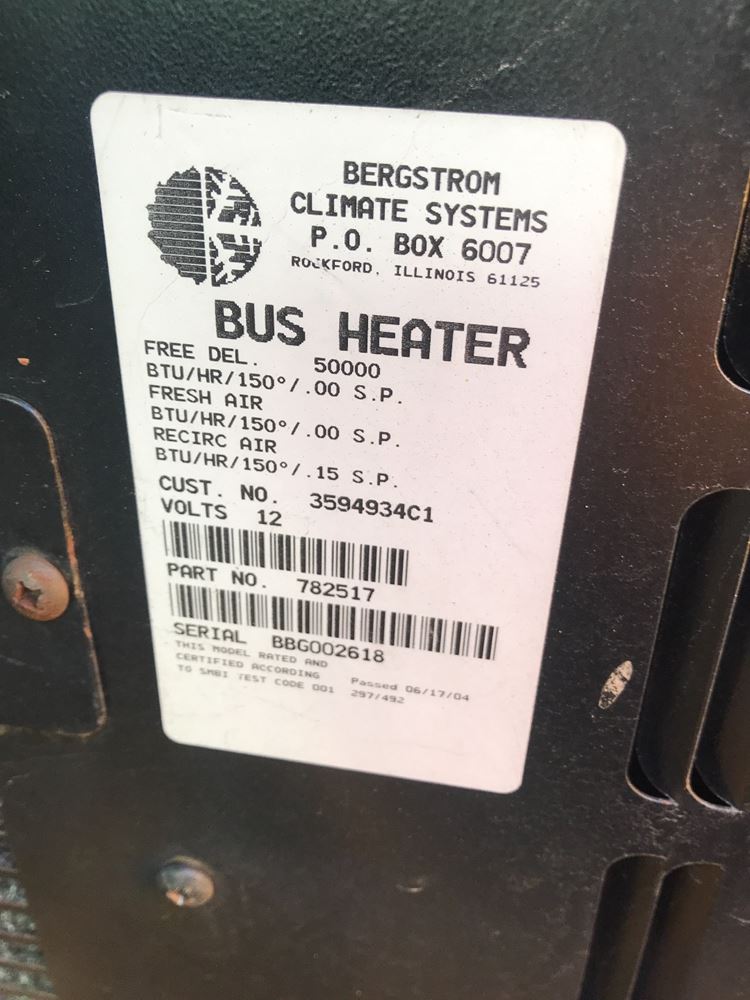 BERGSTROM
CLIMATE SYSTEMS
P.O. BOX 6007
ROCKFORD, ILLINOIS 61125
BUS HEATER
FREE DEL. 50000
BTU/HR/150°/.00 S.P.
FRESH AIR
BTU/HR/150°/.00 S.P.
RECIRC AIR
BTU/HR/150°/.15 S.P.
CUST. NO. 3594934C1
VOLTS 12
PART NO. 782517
SERIAL BBG002618
THIS MODEL RATED AND
CERTIFIED ACCORDING Passed 06/17/04
TO SMBI TEST CODE 001 297/492